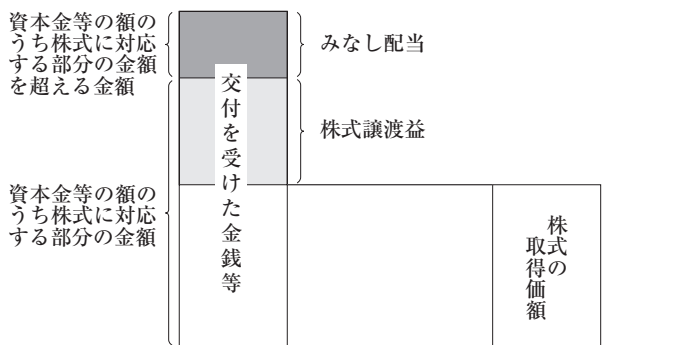 資本金等の額の
うち株式に対応
する部分の金額
を超える金額
みなし配当
交付を受けた金銭等
株式譲渡益
資本金等の額の
うち株式に対応
する部分の金額
株式の
取得価額